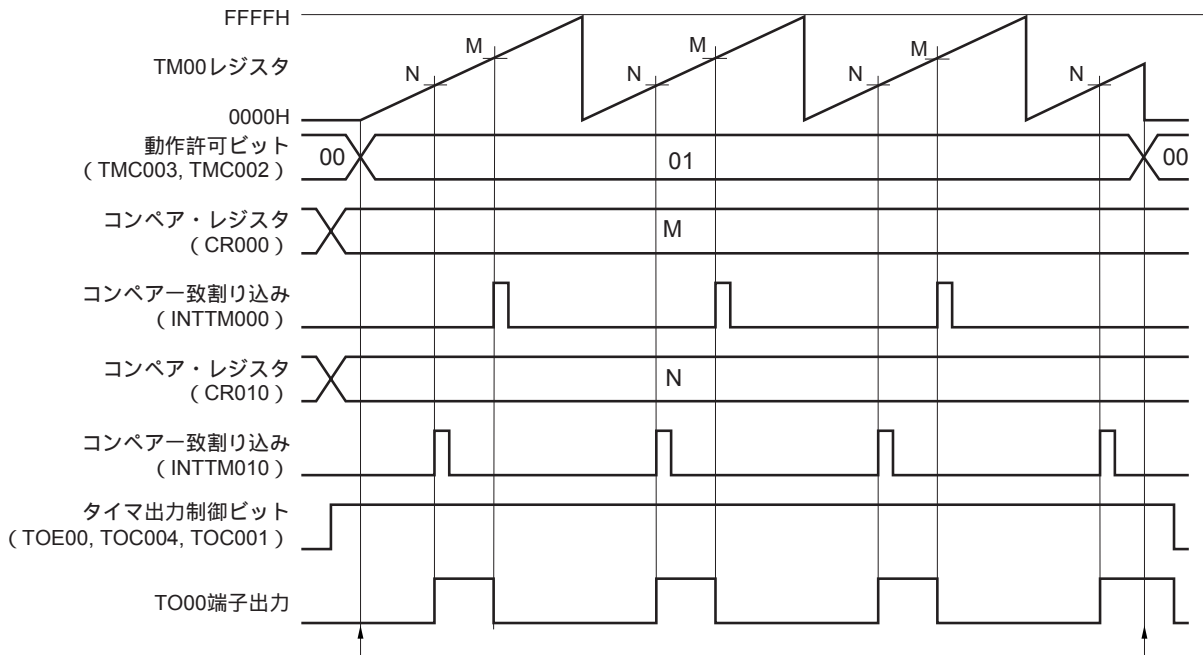 FFFFH
TM00レジスタ
0000H
N M N M N M N
動作許可ビット
( TMC003, TMC002 )
00 01 00
コンペア・レジスタ
( CR000 )
M
コンペア一致割り込み
( INTTM000 )
コンペア・レジスタ
( CR010 )
N
コンペア一致割り込み
( INTTM010 )
タイマ出力制御ビット
( TOE00, TOC004, TOC001 )
TO00端子出力